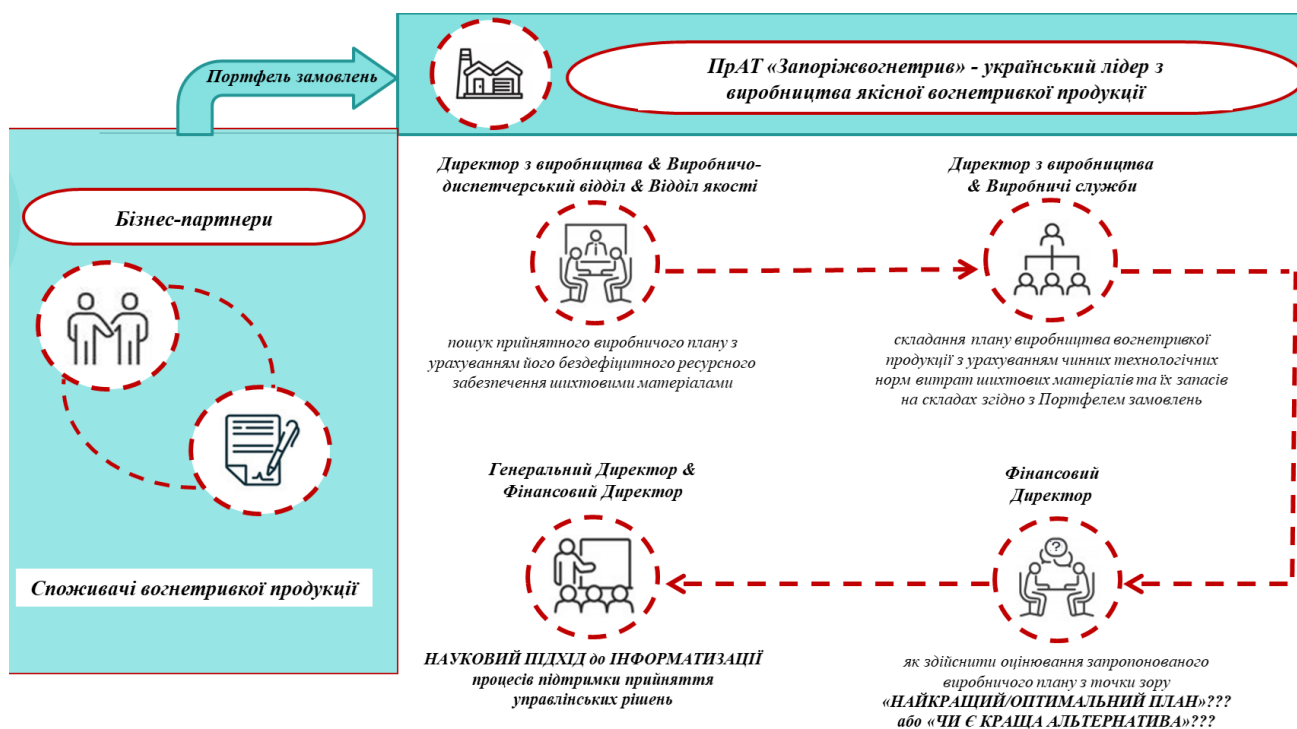 Портфель замовлень
ПрАТ «Запоріжвогнетрив» - український лідер з
виробництва якісної вогнетривкої продукції
Бізнес-партнери
Споживачі вогнетривкої продукції
Директор з виробництва & Виробничо-
диспетчерський відділ & Відділ якості
пошук прийнятного виробничого плану з
урахуванням його бездефіцитного ресурсного
забезпечення шихтовими матеріалами
Директор з виробництва
& Виробничі служби
складання плану виробництва вогнетривкої
продукції з урахуванням чинних технологічних
норм витрат шихтових матеріалів та їх запасів
на складах згідно з Портфелем замовлень
Генеральний Директор &
Фінансовий Директор
НАУКОВИЙ ПІДХІД до ІНФОРМАТИЗАЦІЇ
процесів підтримки прийняття
управлінських рішень
Фінансовий
Директор
?
як здійснити оцінювання запропонованого
виробничого плану з точки зору
«НАЙКРАЩИЙ/ОПТИМАЛЬНИЙ ПЛАН»???
або «ЧИ Є КРАЩА АЛЬТЕРНАТИВА»???